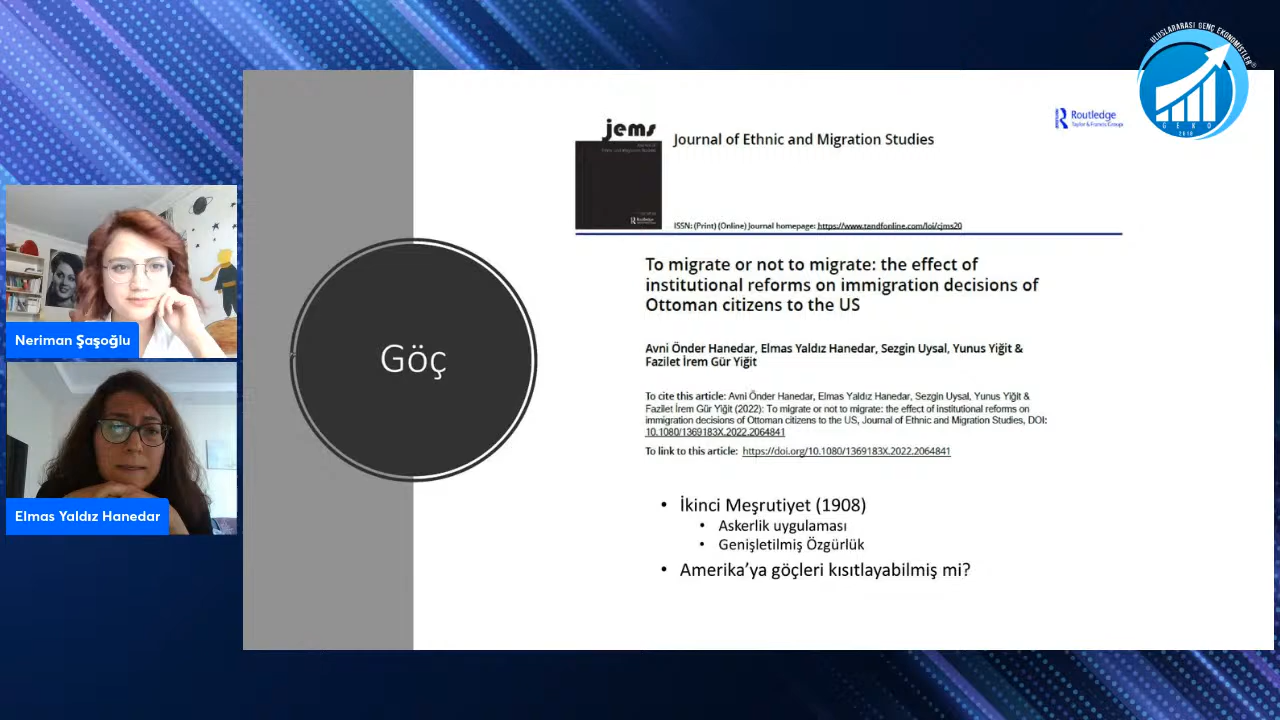 ULUSLARARASI GENÇ EKONOMİSTLER
GEKO
2018
Routledge
Taylor & Francis Group
jems
Journal of Ethnic and Migration Studies
Routledge
ISSN: (Print) (Online) Journal homepage: https://www.tandfonline.com/loi/cjms20
To migrate or not to migrate: the effect of
institutional reforms on immigration decisions of
Ottoman citizens to the US
Avni Önder Hanedar, Elmas Yaldız Hanedar, Sezgin Uysal, Yunus Yiğit &
Fazilet İrem Gür Yiğit
To cite this article: Avni Önder Hanedar, Elmas Yaldız Hanedar, Sezgin Uysal, Yunus Yiğit &
Fazilet İrem Gür Yiğit (2022): To migrate or not to migrate: the effect of institutional reforms on
immigration decisions of Ottoman citizens to the US, Journal of Ethnic and Migration Studies, DOI:
10.1080/1369183X.2022.2064841
To link to this article: https://doi.org/10.1080/1369183X.2022.2064841
Göç
• İkinci Meşrutiyet (1908)
• Askerlik uygulaması
• Genişletilmiş Özgürlük
• Amerika’ya göçleri kısıtlayabilmiş mi?
Neriman Şaşoğlu
Elmas Yaldız Hanedar